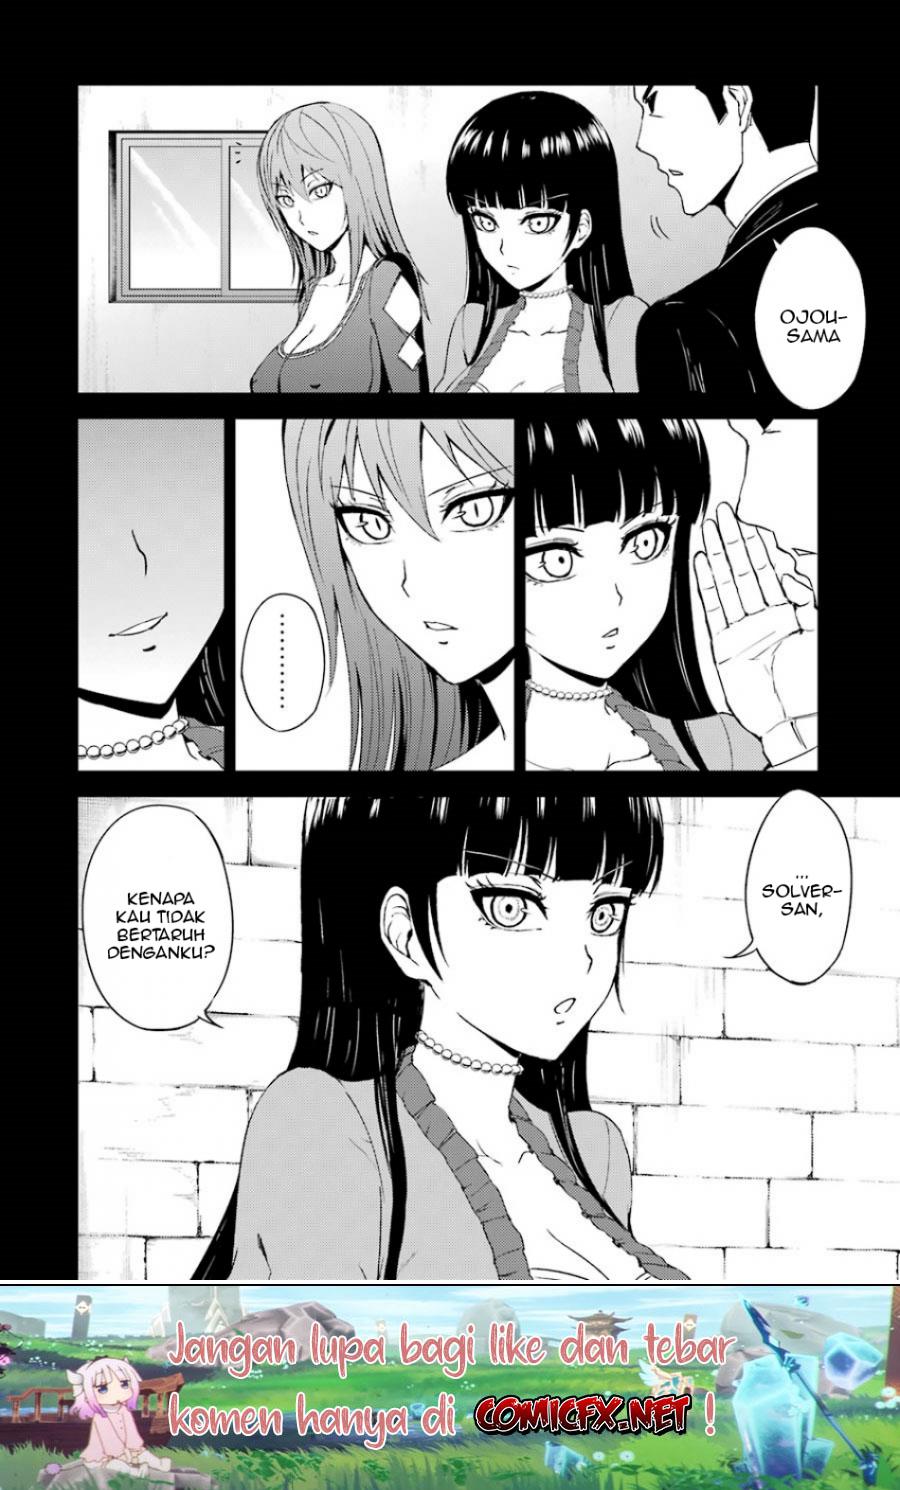 OJOU-
SAMA
..........
...
SOLVER-
SAN,
KENAPA
KAU TIDAK
BERTARUH
DENGANKU?
Jangan lupa bagi like dan tebar
komen hanya di COMICFX.NET !